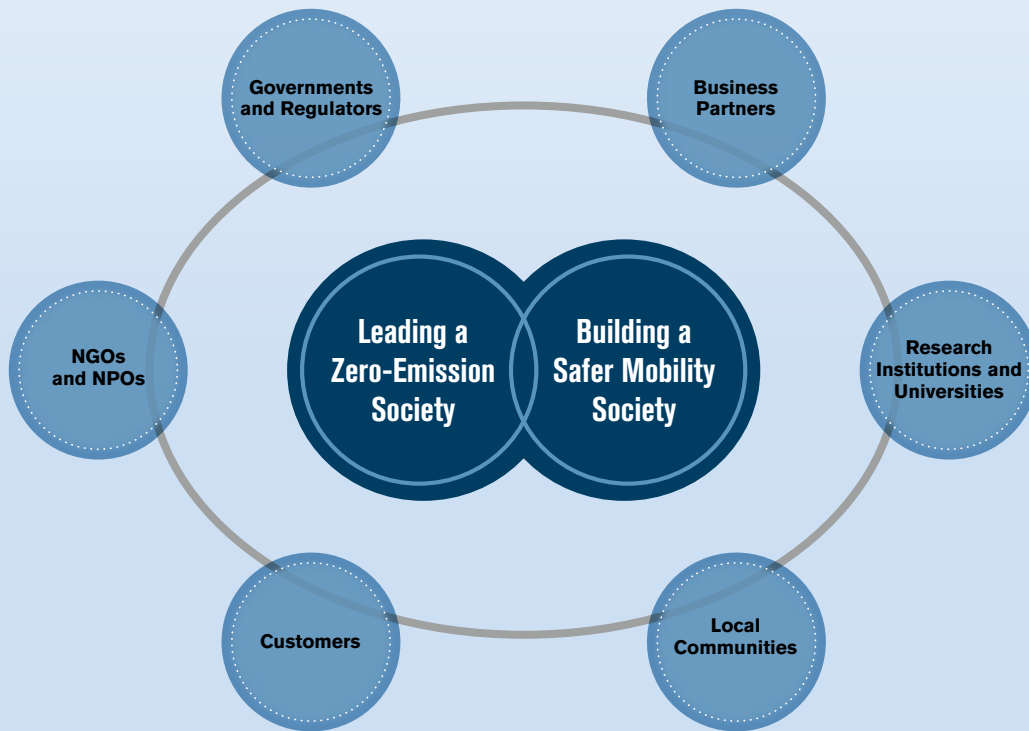 Governments
and Regulators
Business
Partners
NGOs
and NPOs
Leading a
Zero-Emission
Society
Building a
Safer Mobility
Society
Research
Institutions and
Universities
Customers
Local
Communities